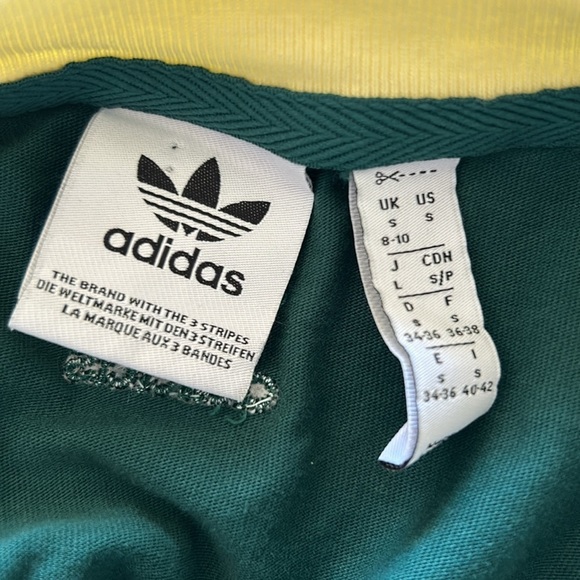 adidas
THE BRAND WITH THE 3 STRIPES
DIE WELTMARKE MIT DEN 3 STREIFEN
LA MARQUE AUX 3 BANDES
UK US
S S
8-10
J CDN
L S/P
D F
S S
34-36 36-38
E I
S S
34-36 40-42